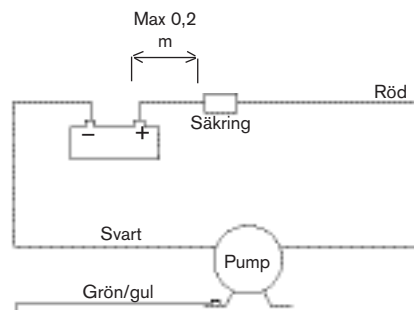 Max 0,2
m
Röd
Säkring
– +
Svart
Pump
Grön/gul